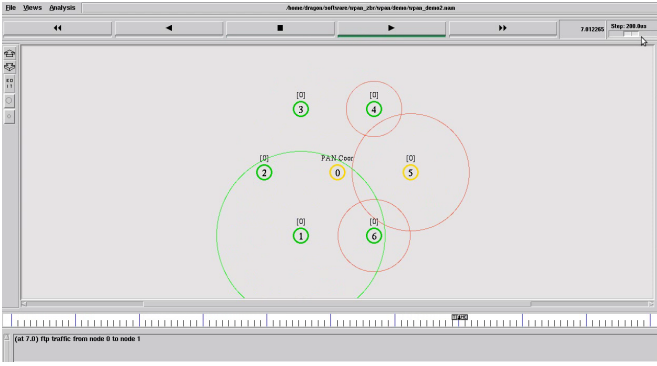 File Views Analysis /home/dragon/software/wpan_zbr/wpan/demo/wpan_demo2.nam
7.012265 Step: 200.0us
[0] [0]
3 4
[0] PAN Coor [0]
2 0 5
[0] [0]
1 6
(at 7.0) ftp traffic from node 0 to node 1